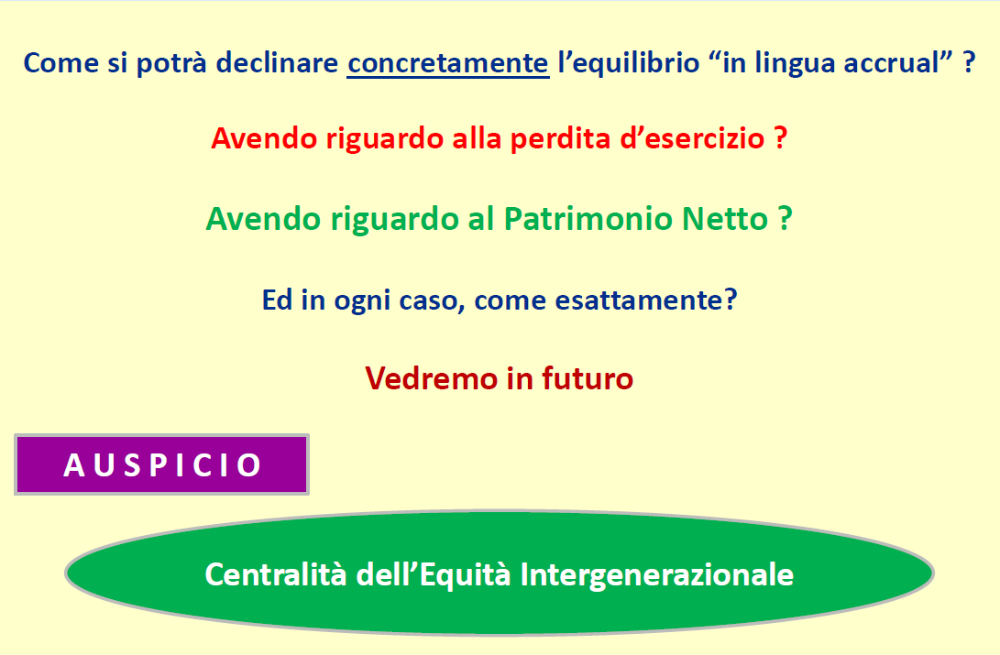 Come si potrà declinare concretamente l’equilibrio “in lingua accrual” ?
Avendo riguardo alla perdita d’esercizio ?
Avendo riguardo al Patrimonio Netto ?
Ed in ogni caso, come esattamente?
Vedremo in futuro
A U S P I C I O
Centralità dell’Equità Intergenerazionale